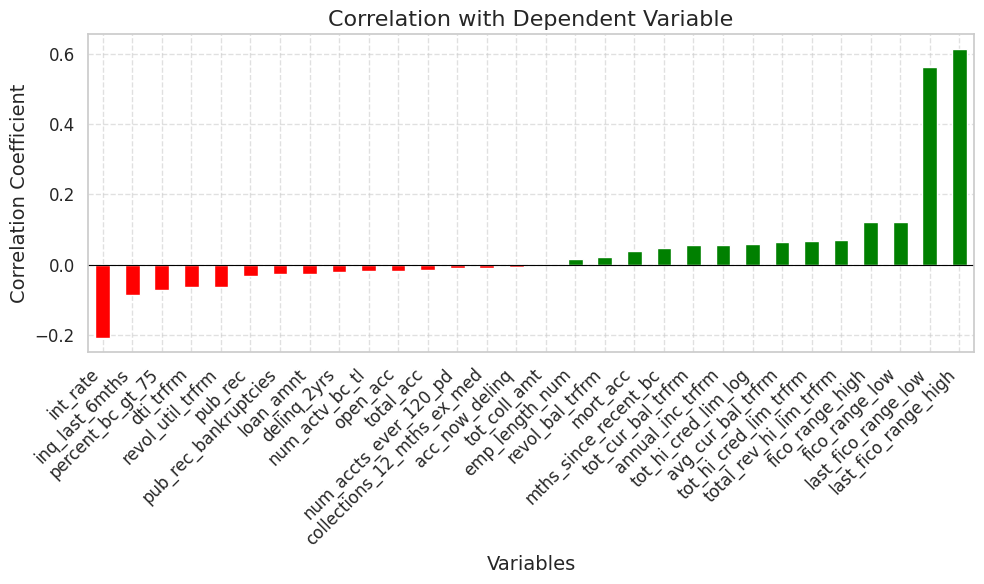 Correlation with Dependent Variable
Correlation Coefficient
0.6
0.4
0.2
0.0
−0.2
int_rate
inq_last_6mths
percent_bc_gt_75
dti_trfrm
revol_util_trfrm
pub_rec
pub_rec_bankruptcies
loan_amnt
delinq_2yrs
num_actv_bc_tl
open_acc
total_acc
num_accts_ever_120_pd
collections_12_mths_ex_med
acc_now_delinq
tot_coll_amt
emp_length_num
revol_bal_trfrm
mort_acc
mths_since_recent_bc
tot_cur_bal_trfrm
annual_inc_trfrm
tot_hi_cred_lim_log
avg_cur_bal_trfrm
tot_hi_cred_lim_trfrm
total_rev_hi_lim_trfrm
fico_range_high
fico_range_low
last_fico_range_low
last_fico_range_high
Variables